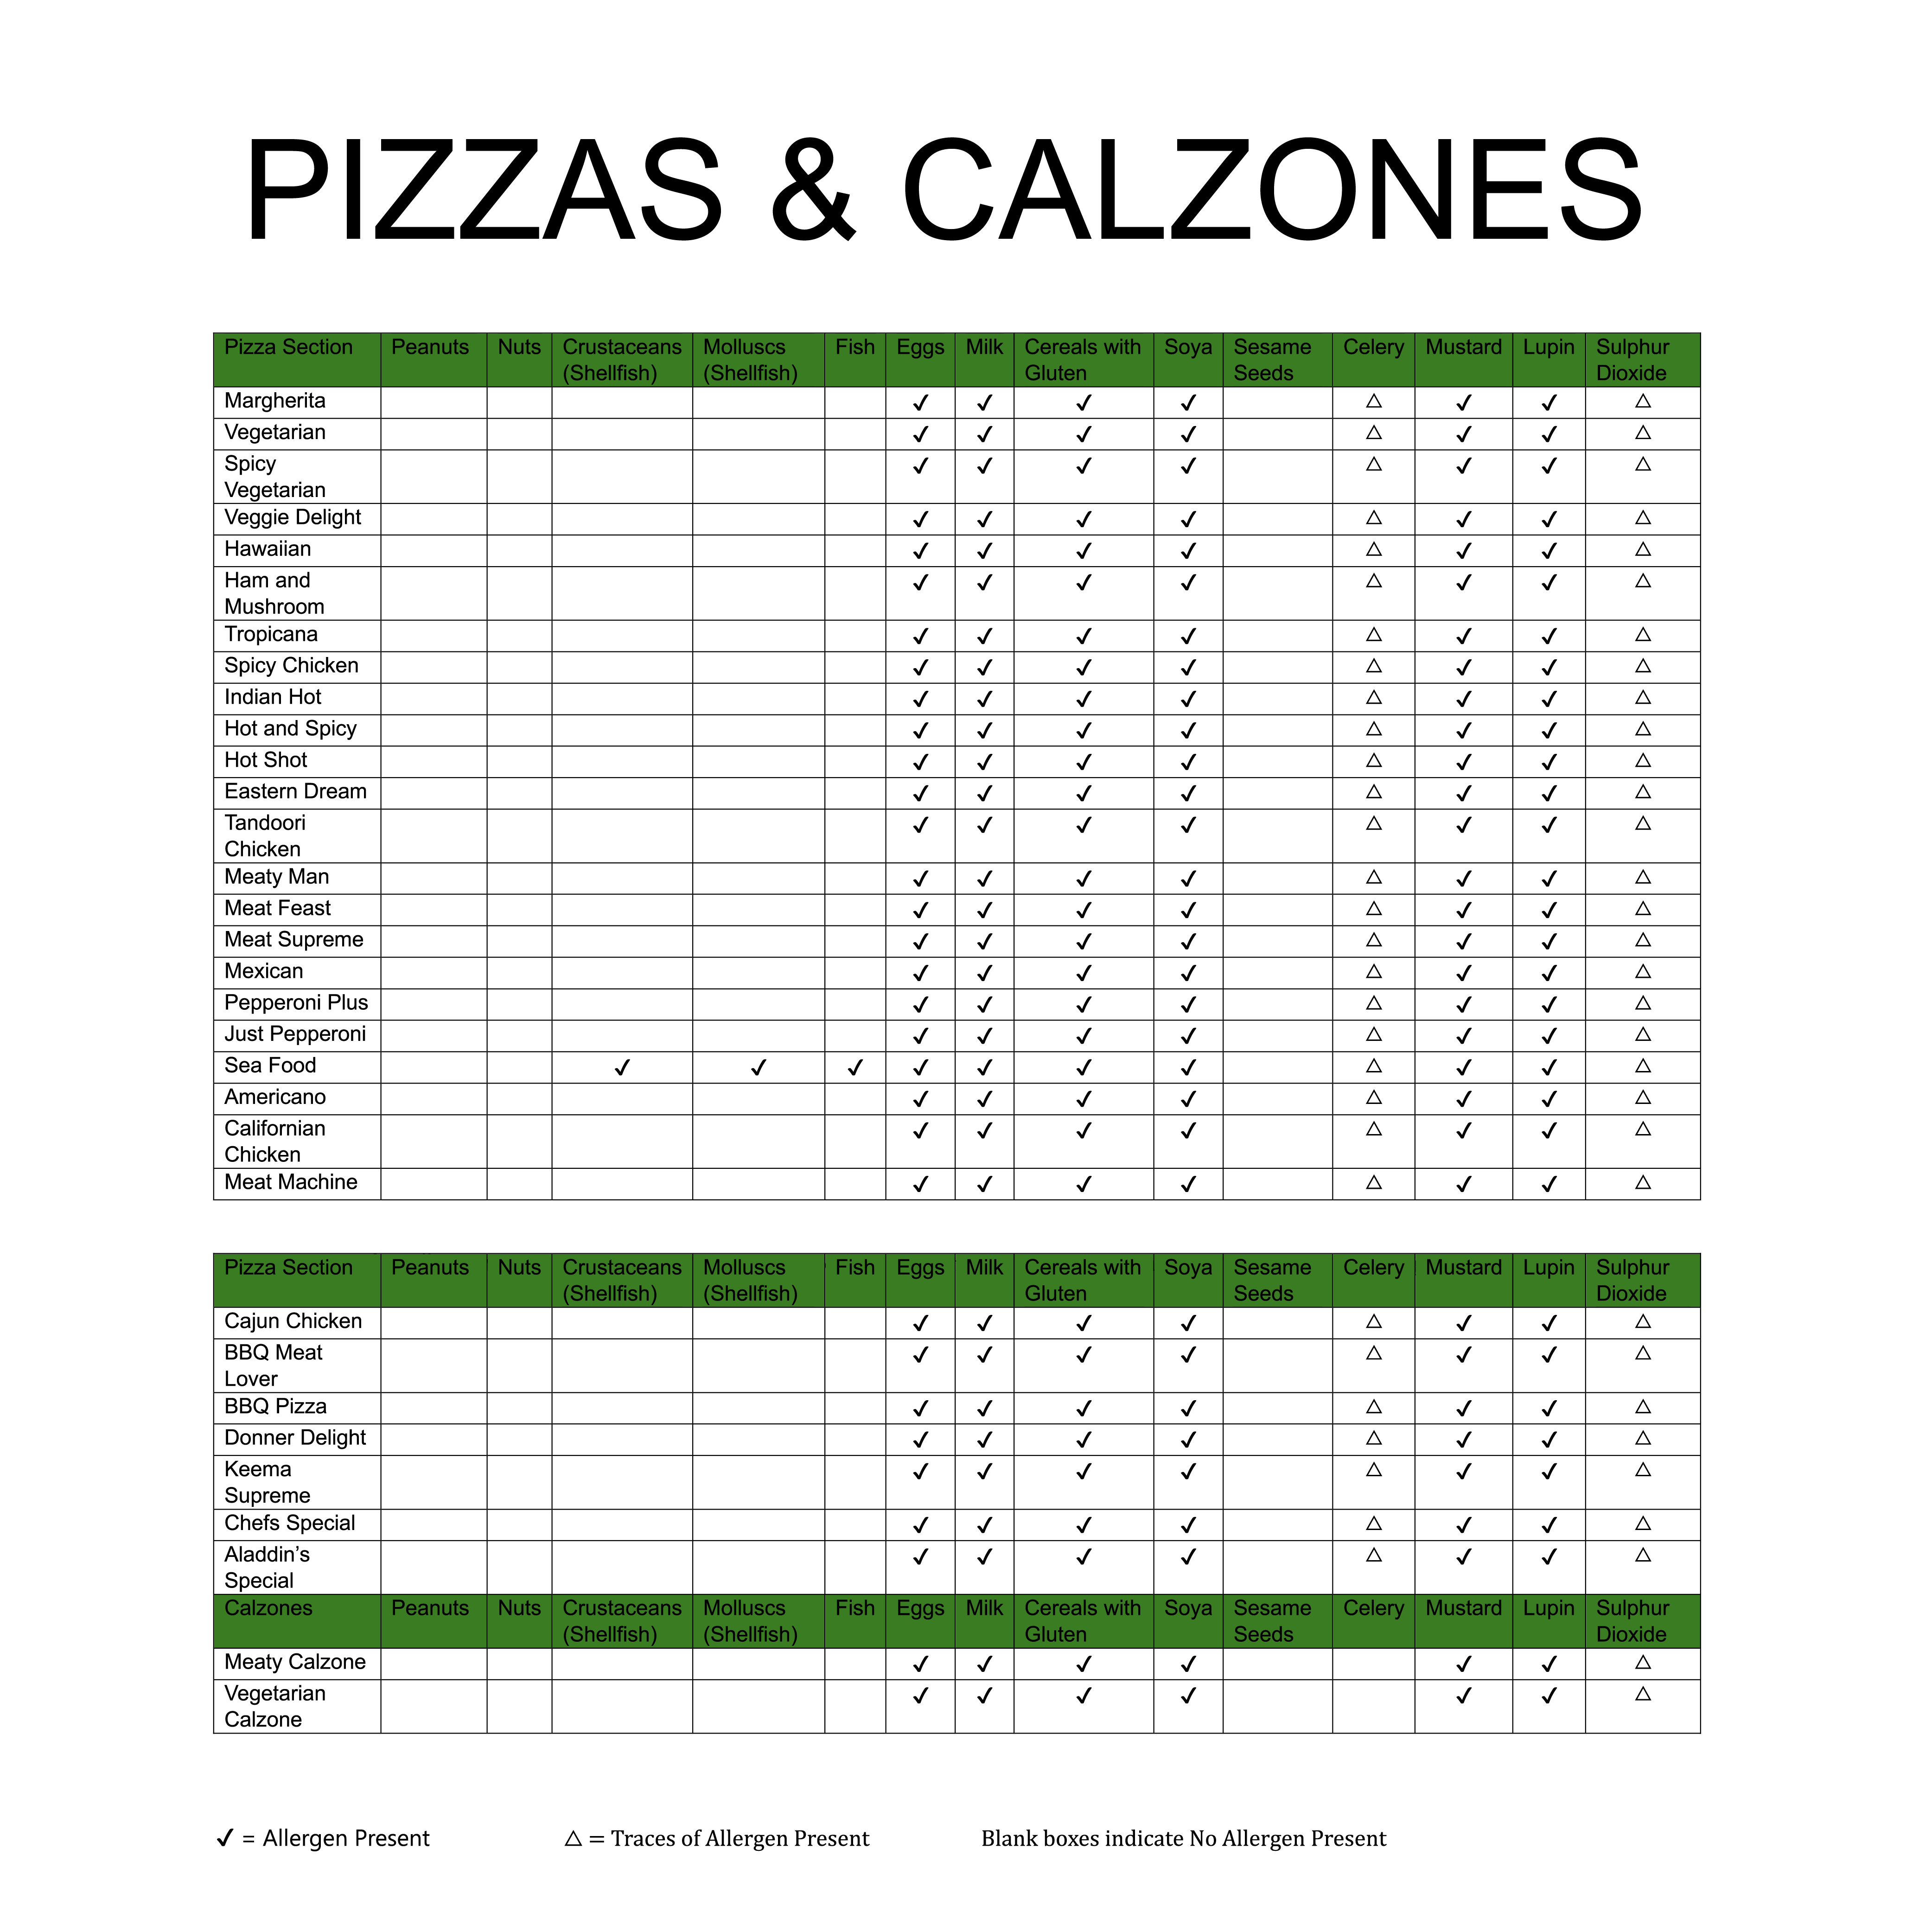 PIZZAS & CALZONES
Pizza Section Peanuts Nuts Crustaceans (Shellfish) Molluscs (Shellfish) Fish Eggs Milk Cereals with Gluten Soya Sesame Seeds Celery Mustard Lupin Sulphur Dioxide
Margherita ✓ ✓ ✓ ✓ △ ✓ ✓ △
Vegetarian ✓ ✓ ✓ ✓ △ ✓ ✓ △
Spicy Vegetarian ✓ ✓ ✓ ✓ △ ✓ ✓ △
Veggie Delight ✓ ✓ ✓ ✓ △ ✓ ✓ △
Hawaiian ✓ ✓ ✓ ✓ △ ✓ ✓ △
Ham and Mushroom ✓ ✓ ✓ ✓ △ ✓ ✓ △
Tropicana ✓ ✓ ✓ ✓ △ ✓ ✓ △
Spicy Chicken ✓ ✓ ✓ ✓ △ ✓ ✓ △
Indian Hot ✓ ✓ ✓ ✓ △ ✓ ✓ △
Hot and Spicy ✓ ✓ ✓ ✓ △ ✓ ✓ △
Hot Shot ✓ ✓ ✓ ✓ △ ✓ ✓ △
Eastern Dream ✓ ✓ ✓ ✓ △ ✓ ✓ △
Tandoori Chicken ✓ ✓ ✓ ✓ △ ✓ ✓ △
Meaty Man ✓ ✓ ✓ ✓ △ ✓ ✓ △
Meat Feast ✓ ✓ ✓ ✓ △ ✓ ✓ △
Meat Supreme ✓ ✓ ✓ ✓ △ ✓ ✓ △
Mexican ✓ ✓ ✓ ✓ △ ✓ ✓ △
Pepperoni Plus ✓ ✓ ✓ ✓ △ ✓ ✓ △
Just Pepperoni ✓ ✓ ✓ ✓ △ ✓ ✓ △
Sea Food ✓ ✓ ✓ ✓ ✓ ✓ ✓ △ ✓ ✓ △
Americano ✓ ✓ ✓ ✓ △ ✓ ✓ △
Californian Chicken ✓ ✓ ✓ ✓ △ ✓ ✓ △
Meat Machine ✓ ✓ ✓ ✓ △ ✓ ✓ △
Pizza Section Peanuts Nuts Crustaceans (Shellfish) Molluscs (Shellfish) Fish Eggs Milk Cereals with Gluten Soya Sesame Seeds Celery Mustard Lupin Sulphur Dioxide
Cajun Chicken ✓ ✓ ✓ ✓ △ ✓ ✓ △
BBQ Meat Lover ✓ ✓ ✓ ✓ △ ✓ ✓ △
BBQ Pizza ✓ ✓ ✓ ✓ △ ✓ ✓ △
Donner Delight ✓ ✓ ✓ ✓ △ ✓ ✓ △
Keema Supreme ✓ ✓ ✓ ✓ △ ✓ ✓ △
Chefs Special ✓ ✓ ✓ ✓ △ ✓ ✓ △
Aladdin’s Special ✓ ✓ ✓ ✓ △ ✓ ✓ △
Calzones Peanuts Nuts Crustaceans (Shellfish) Molluscs (Shellfish) Fish Eggs Milk Cereals with Gluten Soya Sesame Seeds Celery Mustard Lupin Sulphur Dioxide
Meaty Calzone ✓ ✓ ✓ ✓ ✓ ✓ △
Vegetarian Calzone ✓ ✓ ✓ ✓ ✓ ✓ △
✓ = Allergen Present △ = Traces of Allergen Present Blank boxes indicate No Allergen Present